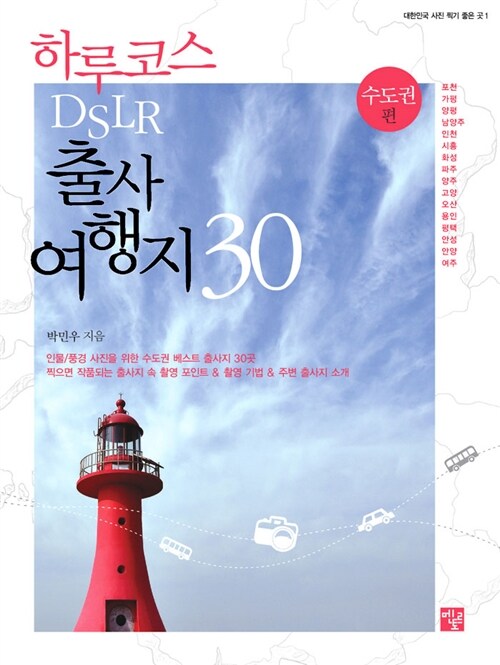 대한민국 사진 찍기 좋은 곳 1
하루코스
DSLR
출사
여행지 30
수도권
편
포천
가평
양평
남양주
인천
시흥
화성
파주
양주
고양
오산
용인
평택
안성
안양
여주
박민우 지음
인물/풍경 사진을 위한 수도권 베스트 출사지 30곳
찍으면 작품되는 출사지 속 촬영 포인트 & 촬영 기법 & 주변 출사지 소개
멘토르